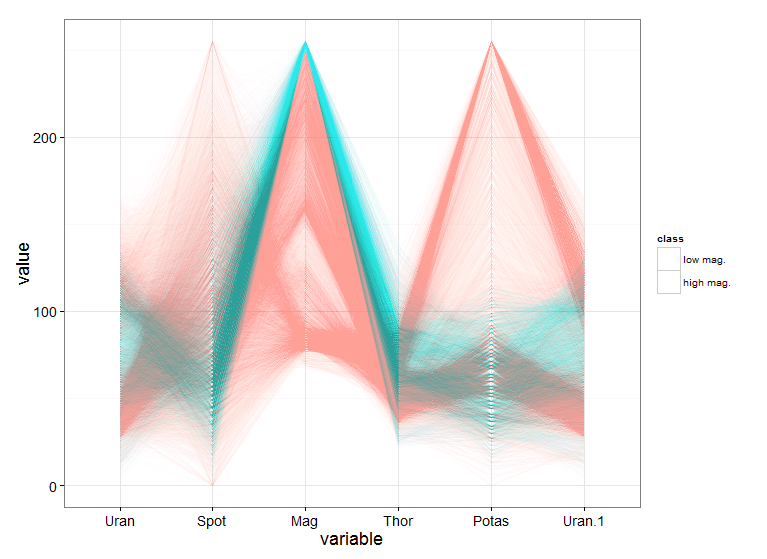 value
200
100
0
Uran Spot Mag Thor Potas Uran.1
variable
class
low mag.
high mag.